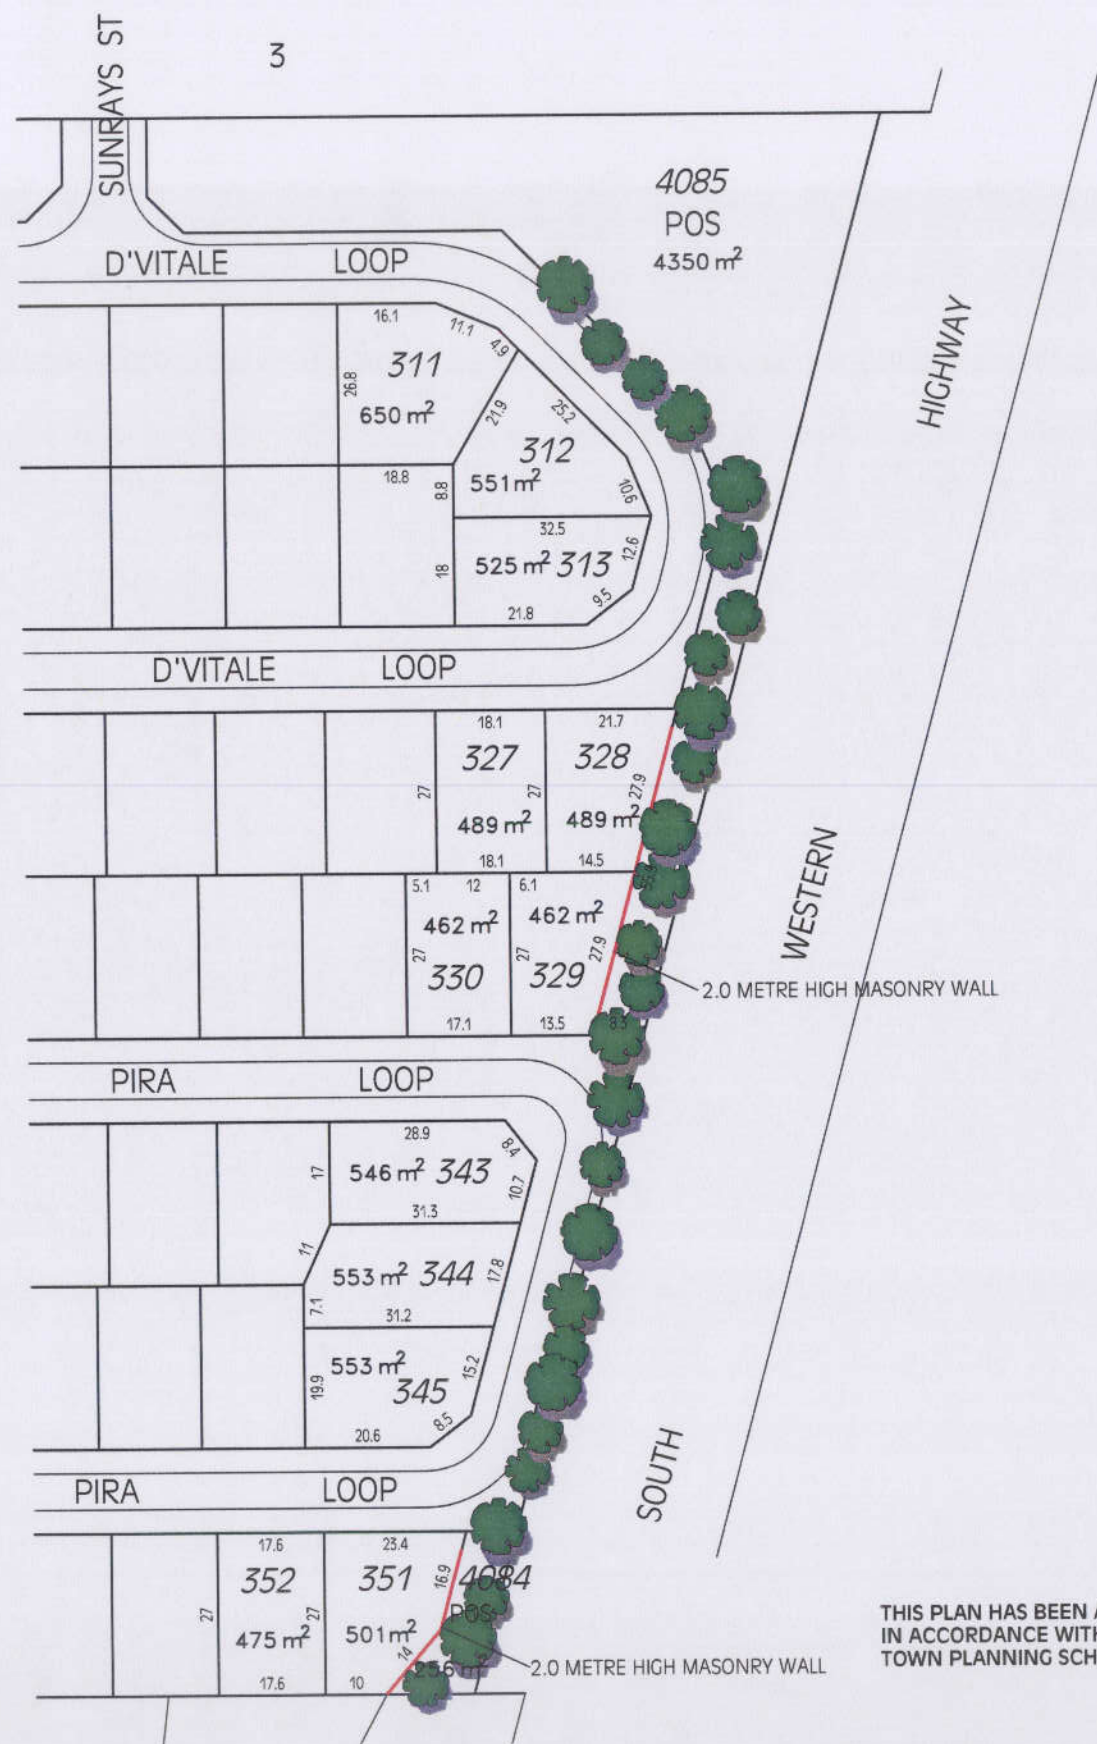 SUNRAYS ST
3
4085
POS
4350 m²
D'VITALE LOOP
HIGHWAY
16.1
11.1
4.9
311
26.8
650 m²
21.9
25.2
312
18.8
8.8
551 m²
10.6
32.5
525 m² 313
12.6
18
9.5
21.8
D'VITALE LOOP
18.1
21.7
327
328
27
27
27.9
489 m²
489 m²
18.1
14.5
WESTERN
5.1
12
6.1
462 m²
462 m²
27
330
27
329
27.9
2.0 METRE HIGH MASONRY WALL
17.1
13.5
83
PIRA LOOP
28.9
8.4
17
546 m² 343
10.7
31.3
11
553 m² 344
17.8
7.1
31.2
553 m²
345
15.2
19.9
8.5
20.6
SOUTH
PIRA LOOP
17.6
23.4
352
351
16.9
4084
POS
27
27
475 m²
501 m²
14
256 m²
2.0 METRE HIGH MASONRY WALL
17.6
10
THIS PLAN HAS BEEN
IN ACCORDANCE WITH
TOWN PLANNING SCH